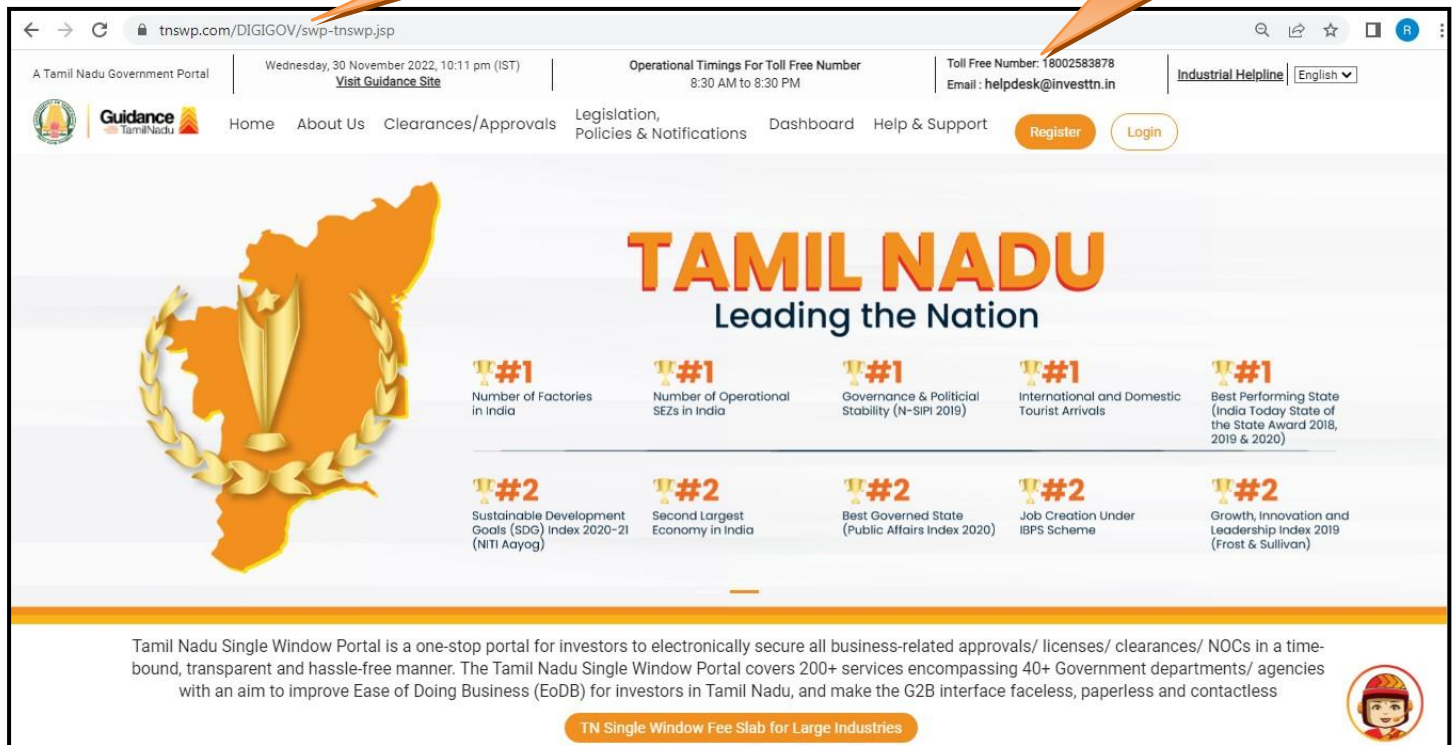 tnswp.com/DIGIGOV/swp-tnswp.jsp
R
A Tamil Nadu Government Portal
Wednesday, 30 November 2022, 10:11 pm (IST)
Visit Guidance Site
Operational Timings For Toll Free Number
8:30 AM to 8:30 PM
Toll Free Number: 18002583878
Email : helpdesk@investtn.in
Industrial Helpline
English
Guidance
TamilNadu
Home
About Us
Clearances/Approvals
Legislation,
Policies & Notifications
Dashboard
Help & Support
Register
Login
TAMIL NADU
Leading the Nation
#1
Number of Factories
in India
#1
Number of Operational
SEZs in India
#1
Governance & Politicial
Stability (N-SIPI 2019)
#1
International and Domestic
Tourist Arrivals
#1
Best Performing State
(India Today State of
the State Award 2018,
2019 & 2020)
#2
Sustainable Development
Goals (SDG) Index 2020-21
(NITI Aayog)
#2
Second Largest
Economy in India
#2
Best Governed State
(Public Affairs Index 2020)
#2
Job Creation Under
IBPS Scheme
#2
Growth, Innovation and
Leadership Index 2019
(Frost & Sullivan)
Tamil Nadu Single Window Portal is a one-stop portal for investors to electronically secure all business-related approvals/ licenses/ clearances/ NOCs in a time-
bound, transparent and hassle-free manner. The Tamil Nadu Single Window Portal covers 200+ services encompassing 40+ Government departments/ agencies
with an aim to improve Ease of Doing Business (EoDB) for investors in Tamil Nadu, and make the G2B interface faceless, paperless and contactless
TN Single Window Fee Slab for Large Industries